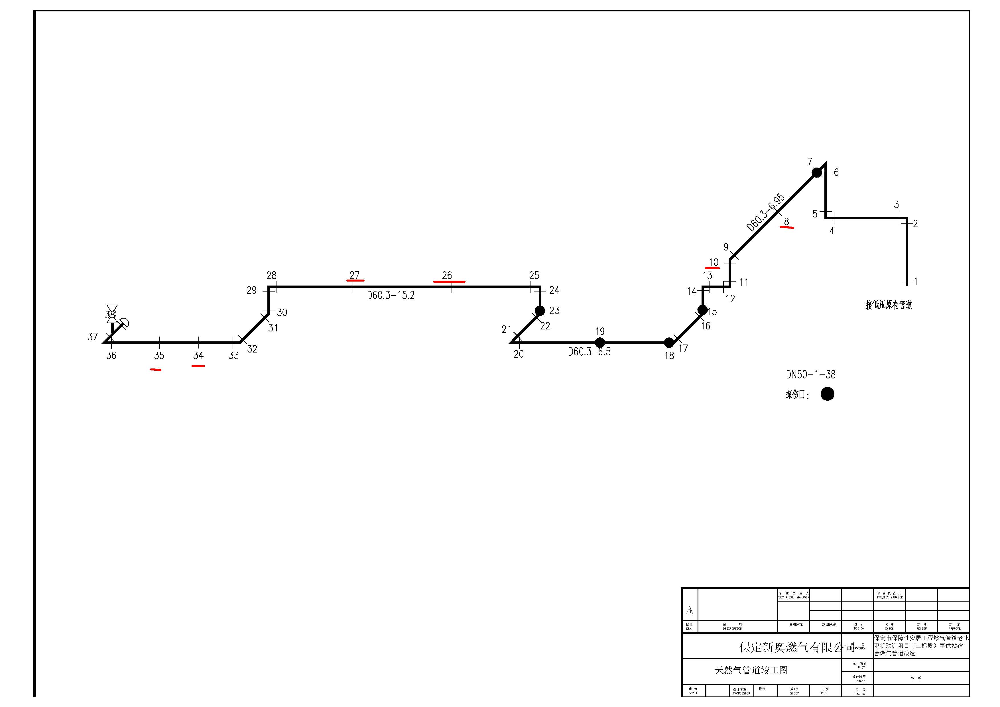 7
6
3
D60.3-6.95
5
8
2
4
9
10
28
27
26
25
13
1
11
29
24
14
D60.3-15.2
12
接低压原有管道
30
23
15
38
31
22
16
21
19
37
32
17
D60.3-6.5
36
35
34
33
20
18
DN50-1-38
探伤口：
专 业 负 责 人
TECHNICAL MANAGER
项 目 负 责 人
PPOJECT MANAGER
0
版次
REV.
说 明
DESCRIPTION
日期DATE
制图DRAW
设 计
DESIGN
校 核
CHECK
审 核
REVIEW
审 定
APPROVE
保定新奥燃气有限公司
坊
LANGPANG
保定市保障性安居工程燃气管道老化
更新改造项目（二标段）军供站宿
舍燃气管道改造
天然气管道竣工图
设计项目
UNIT
设计阶段
PHASE
焊口图
比 例
SCALE
设计专业
PROPESSION
燃气
第1页
SHEET
共1页
TOT.
图 号
DWG NO.